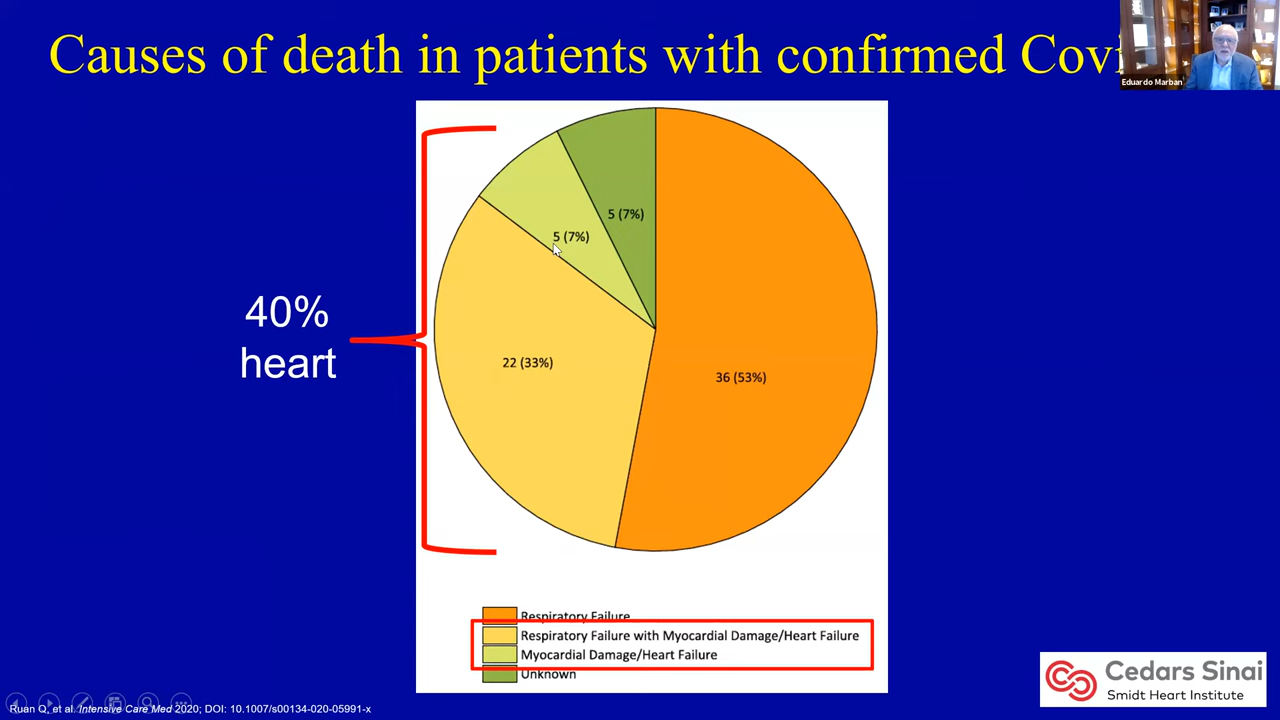 Causes of death in patients with confirmed Covi
Eduardo Marban
5 (7%)
5 (7%)
40%
heart
22 (33%)
36 (53%)
Respiratory Failure
Respiratory Failure with Myocardial Damage/Heart Failure
Myocardial Damage/Heart Failure
Unknown
Cedars Sinai
Smidt Heart Institute
Ruan Q, et al. Intensive Care Med 2020; DOI: 10.1007/s00134-020-05991-x